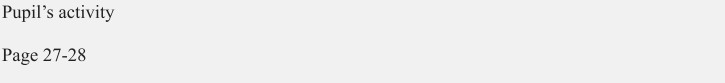 Pupil’s activity
Page 27-28